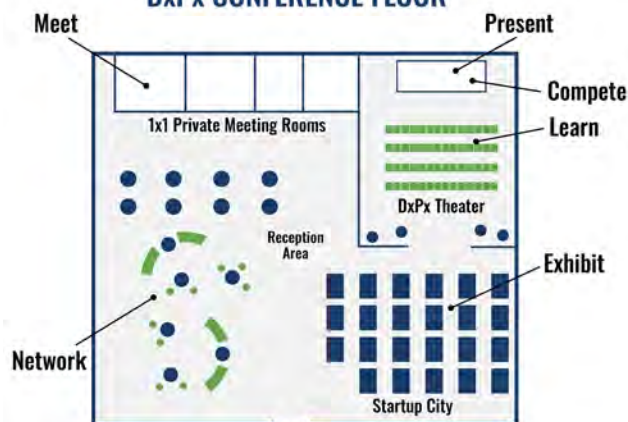 DxPx CONFERENCE FLOOR
Meet
Present
Compete
1x1 Private Meeting Rooms
Learn
DxPx Theater
Reception
Area
Exhibit
Network
Startup City